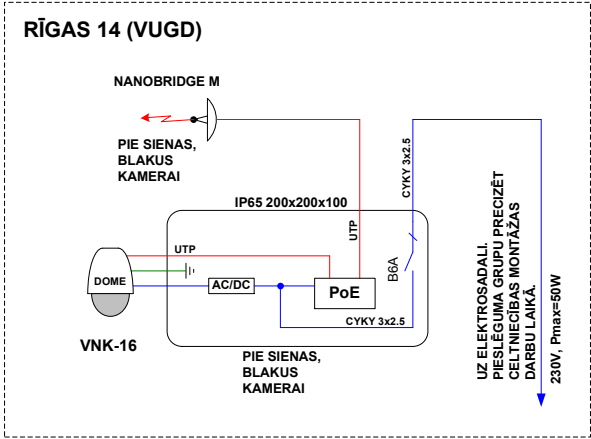 RĪGAS 14 (VUGD)
NANOBRIDGE M
PIE SIENAS,
BLAKUS
KAMERAI
IP65 200x200x100
UTP
CYKY 3x2.5
UTP
B6A
DOME
AC/DC
PoE
CYKY 3x2.5
VNK-16
PIE SIENAS,
BLAKUS
KAMERAI
UZ ELEKTROSADALI.
PIESLĒGUMA GRUPU PRECIZĒT
CELTNIECĪBAS MONTĀŽAS
DARBU LAIKĀ.
230V, Pmax=50W